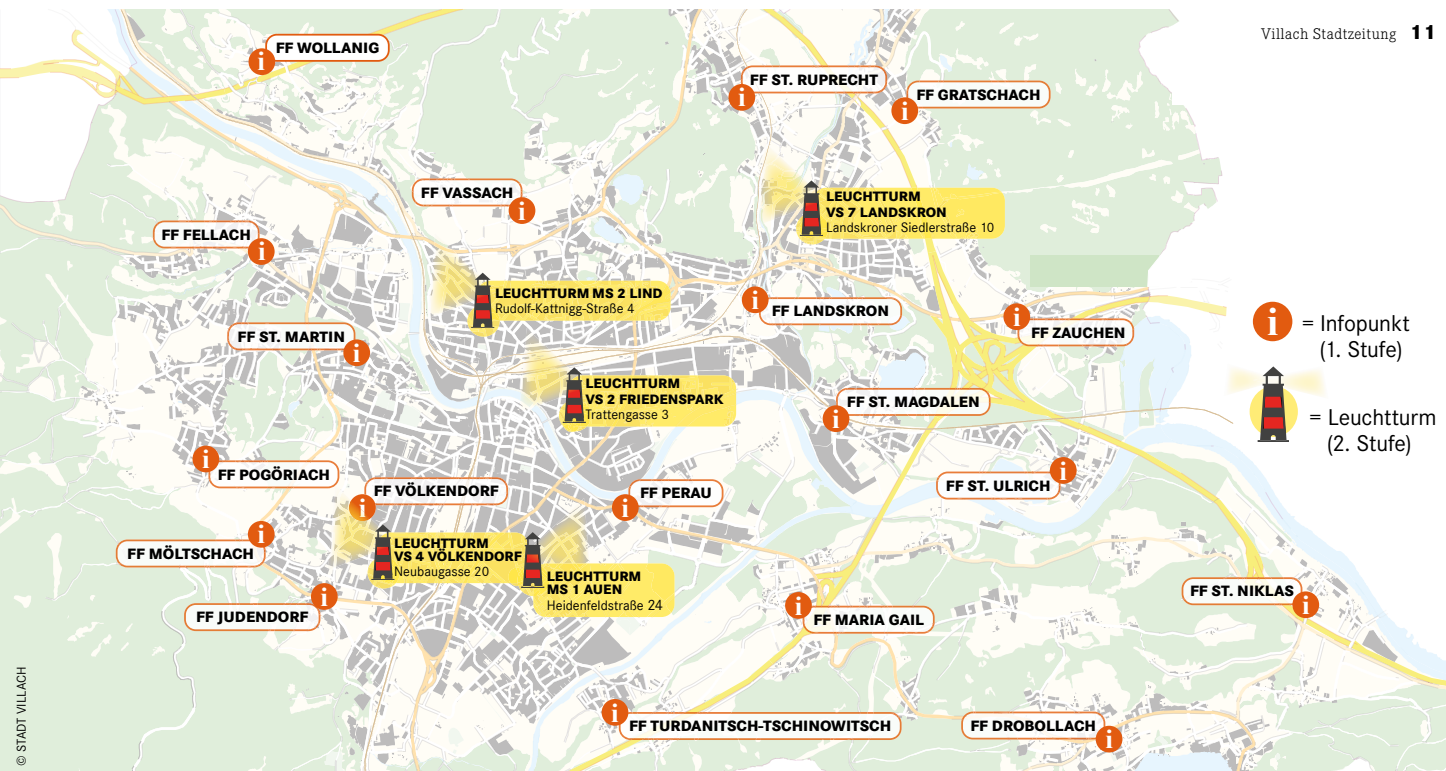 Villach Stadtzeitung 11
FF WOLLANIG
FF ST. RUPRECHT
FF GRATSCHACH
FF VASSACH
LEUCHTTURM
VS 7 LANDSKRON
Landskroner Siedlerstraße 10
FF FELLACH
LEUCHTTURM MS 2 LIND
Rudolf-Kattnigg-Straße 4
FF LANDSKRON
FF ZAUCHEN
FF ST. MARTIN
= Infopunkt
(1. Stufe)
LEUCHTTURM
VS 2 FRIEDENSPARK
Trattengasse 3
FF ST. MAGDALEN
= Leuchtturm
(2. Stufe)
FF POGÖRIACH
FF VÖLKENDORF
FF PERAU
FF ST. ULRICH
FF MÖLTSCHACH
LEUCHTTURM
VS 4 VÖLKENDORF
Neubaugasse 20
LEUCHTTURM
MS 1 AUEN
Heidenfeldstraße 24
FF ST. NIKLAS
FF JUDENDORF
FF MARIA GAIL
FF TURDANITSCH-TSCHINOWITSCH
FF DROBOLLACH
© STADT VILLACH